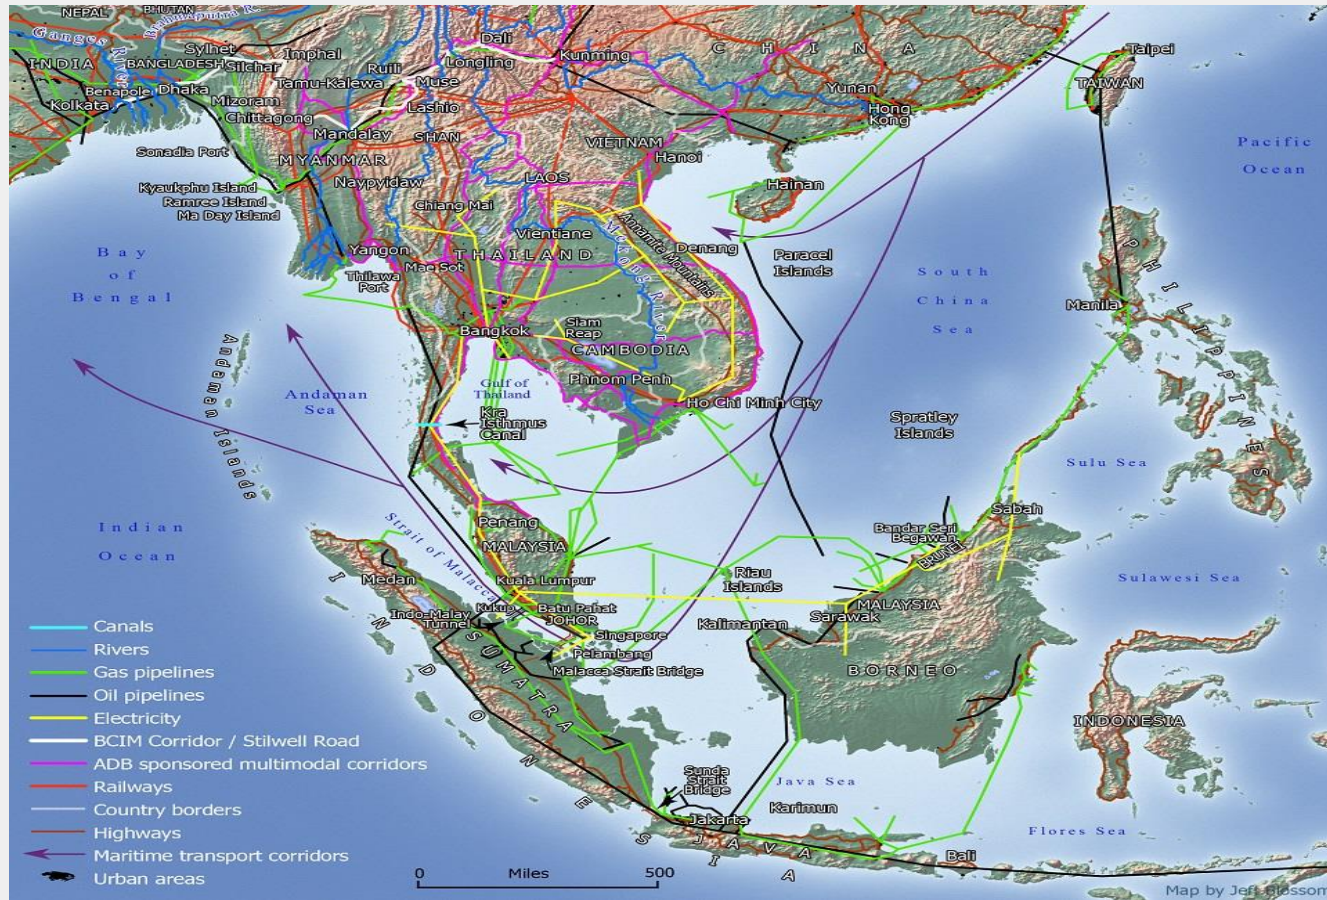 NEPAL
BHUTAN
Brahmaputra R.
Ganges River
INDIA
BANGLADESH
Sylhet
Silchar
Imphal
Tamu-Kalewa
Ruili
Dali
Longling
Kunming
CHINA
Yunan
Hong
Kong
Taipei
TAIWAN
Benapole
Dhaka
Kolkata
Mizoram
Chittagong
Muse
Lashio
Mandalay
SHAN
VIETNAM
Hanoi
Hainan
Pacific
Ocean
Sonadia Port
MYANMAR
Naypyidaw
LAOS
Kyaukphu Island
Ramree Island
Ma Day Island
Chiang Mai
Vientiane
Annamite Mountains
Mekong River
Denang
Paracel
Islands
South
China
Sea
PHILIPPINES
Manila
Bay
of
Bengal
Yangon
THAILAND
Mae Sot
Thilawa
Port
Bangkok
Siam
Reap
CAMBODIA
Phnom Penh
Ho Chi Minh City
Andaman Islands
Andaman
Sea
Gulf of
Thailand
Kra
Isthmus
Canal
Spratley
Islands
Sulu Sea
Indian
Ocean
Strait of Malacca
Penang
MALAYSIA
Sabah
Bandar Seri
Begawan
BRUNEI
Medan
Kuala Lumpur
Riau
Islands
Sulawesi Sea
Indo-Malay
Tunnel
Kukup
Batu Pahat
JOHOR
Singapore
Kalimantan
Sarawak
MALAYSIA
Pelambang
Malacca Strait Bridge
BORNEO
SUMATRA
INDONESIA
INDONESIA
Sunda
Strait
Bridge
Java Sea
Jakarta
Karimun
JAVA
Bali
Flores Sea
Canals
Rivers
Gas pipelines
Oil pipelines
Electricity
BCIM Corridor / Stilwell Road
ADB sponsored multimodal corridors
Railways
Country borders
Highways
Maritime transport corridors
Urban areas
0 Miles 500
Map by Jeff Blossom